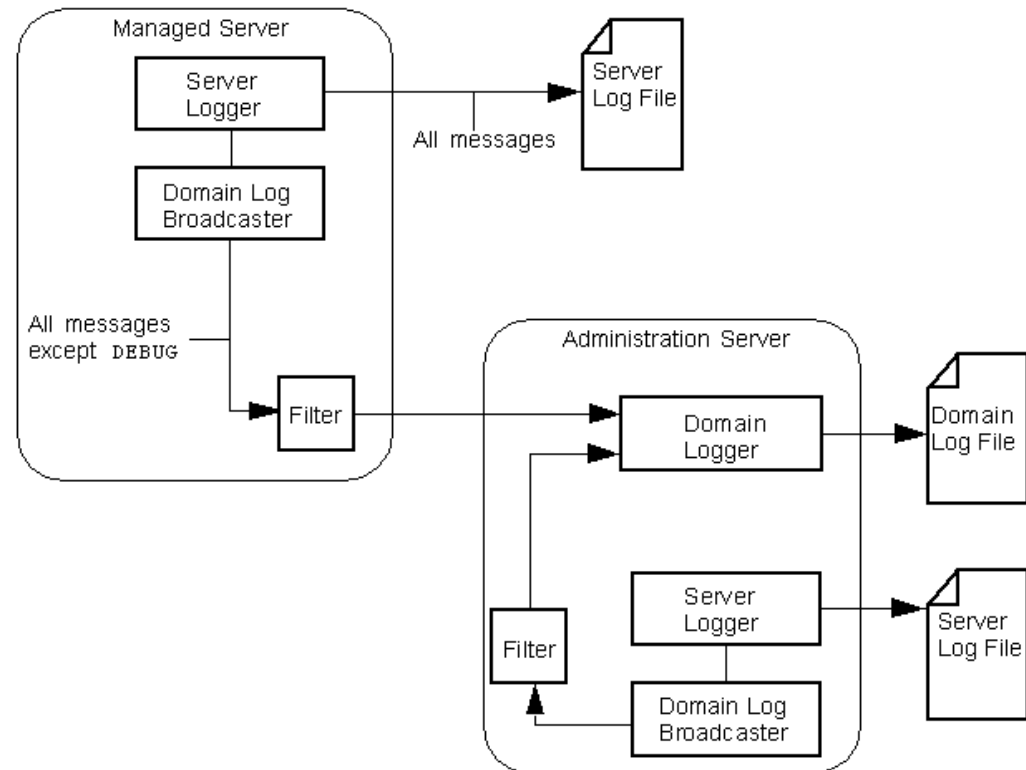 Managed Server
Server
Logger
Server
Log File
All messages
Domain Log
Broadcaster
All messages
except DEBUG
Filter
Administration Server
Domain
Logger
Domain
Log File
Server
Logger
Server
Log File
Filter
Domain Log
Broadcaster